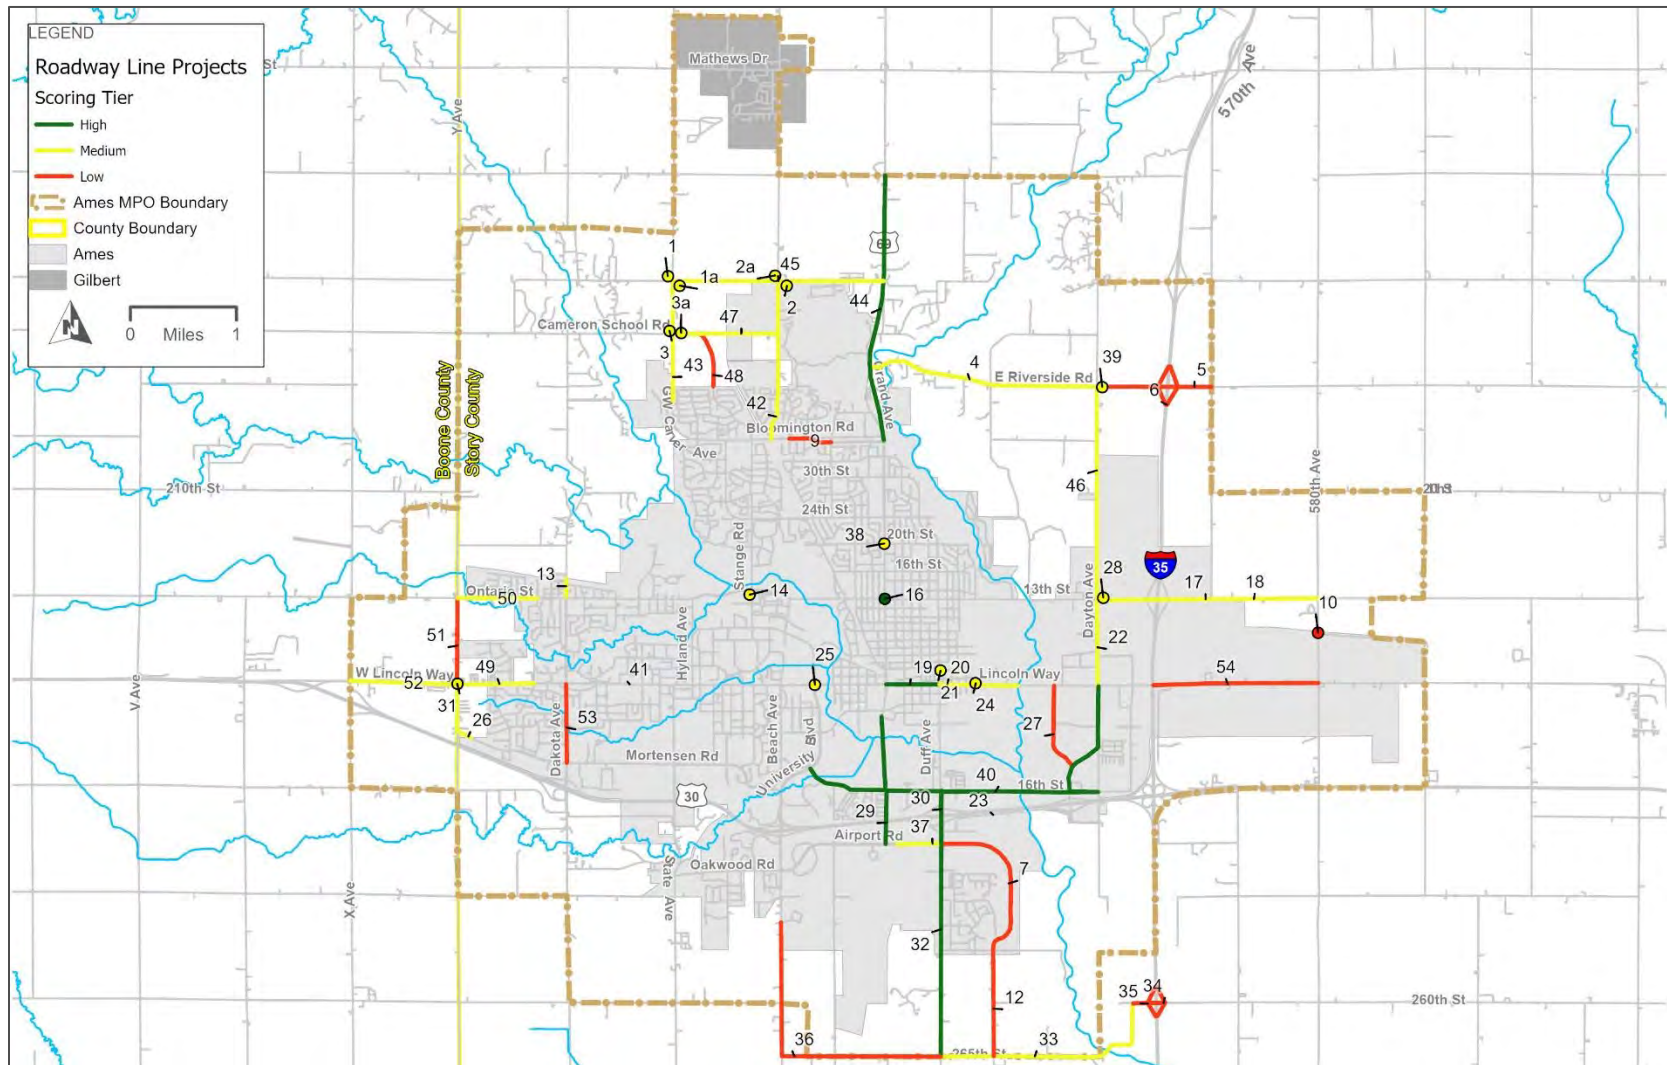 LEGEND
Roadway Line Projects
Scoring Tier
High
Medium
Low
Ames MPO Boundary
County Boundary
Ames
Gilbert
N
0 Miles 1
St
Mathews Dr
Y Ave
570th Ave
69
1
1a
2a
45
2
3a
44
Cameron School Rd
47
3
43
48
4
39
E Riverside Rd
5
6
42
Grand Ave
GW Carver Ave
Bloomington Rd
9
Boone County
Story County
30th St
46
210th St
580th Ave
24th St
38
20th St
16th St
35
Stange Rd
13
Ontario St
50
14
16
13th St
28
17
18
10
Dayton Ave
Hyland Ave
51
22
W Lincoln Way
52
49
41
25
19
20
Lincoln Way
21
24
54
V Ave
31
26
Dakota Ave
53
Beach Ave
University Blvd
Duff Ave
27
Mortensen Rd
30
40
16th St
29
30
23
Airport Rd
37
Oakwood Rd
7
X Ave
State Ave
32
12
35
34
260th St
36
265th St
33